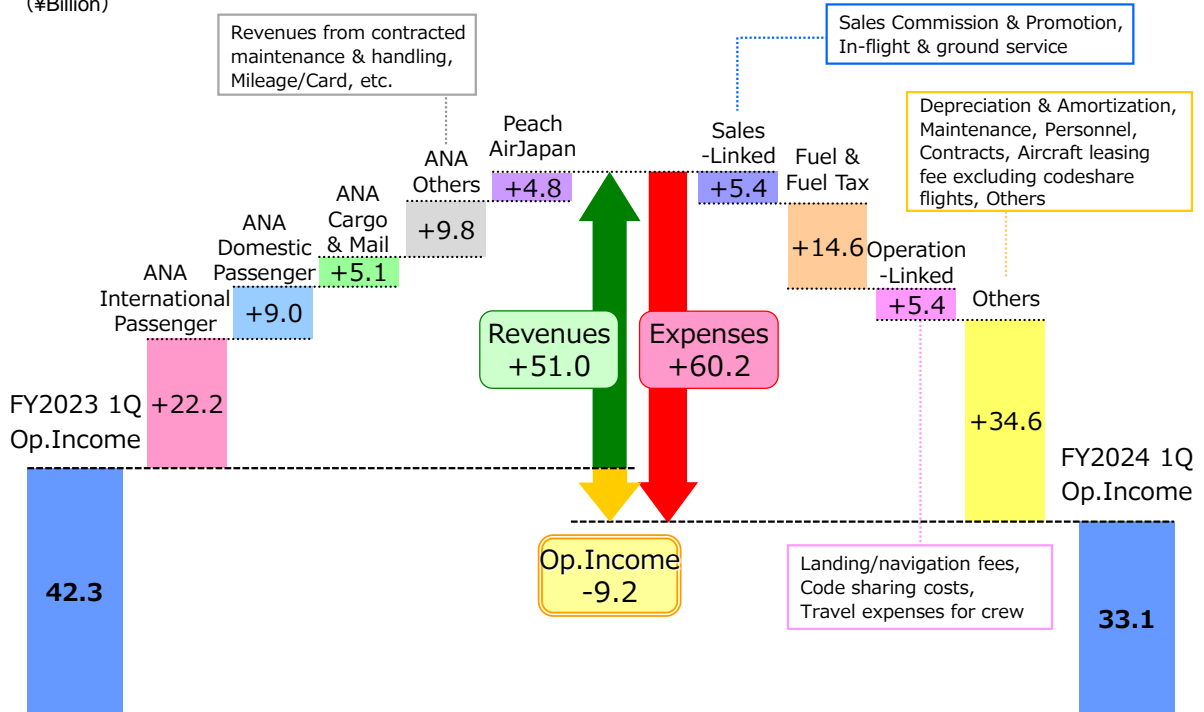 (¥Billion)
Revenues from contracted
maintenance & handling,
Mileage/Card, etc.
Sales Commission & Promotion,
In-flight & ground service
Depreciation & Amortization,
Maintenance, Personnel,
Contracts, Aircraft leasing
fee excluding codeshare
flights, Others
Peach
AirJapan
+4.8
ANA
Others
+9.8
ANA
Cargo
& Mail
+5.1
ANA
Domestic
Passenger
+9.0
ANA
International
Passenger
+22.2
Sales
-Linked
+5.4
Fuel &
Fuel Tax
+14.6
Operation
-Linked
+5.4
Others
+34.6
Revenues
+51.0
Expenses
+60.2
FY2023 1Q
Op.Income
42.3
Op.Income
-9.2
Landing/navigation fees,
Code sharing costs,
Travel expenses for crew
FY2024 1Q
Op.Income
33.1